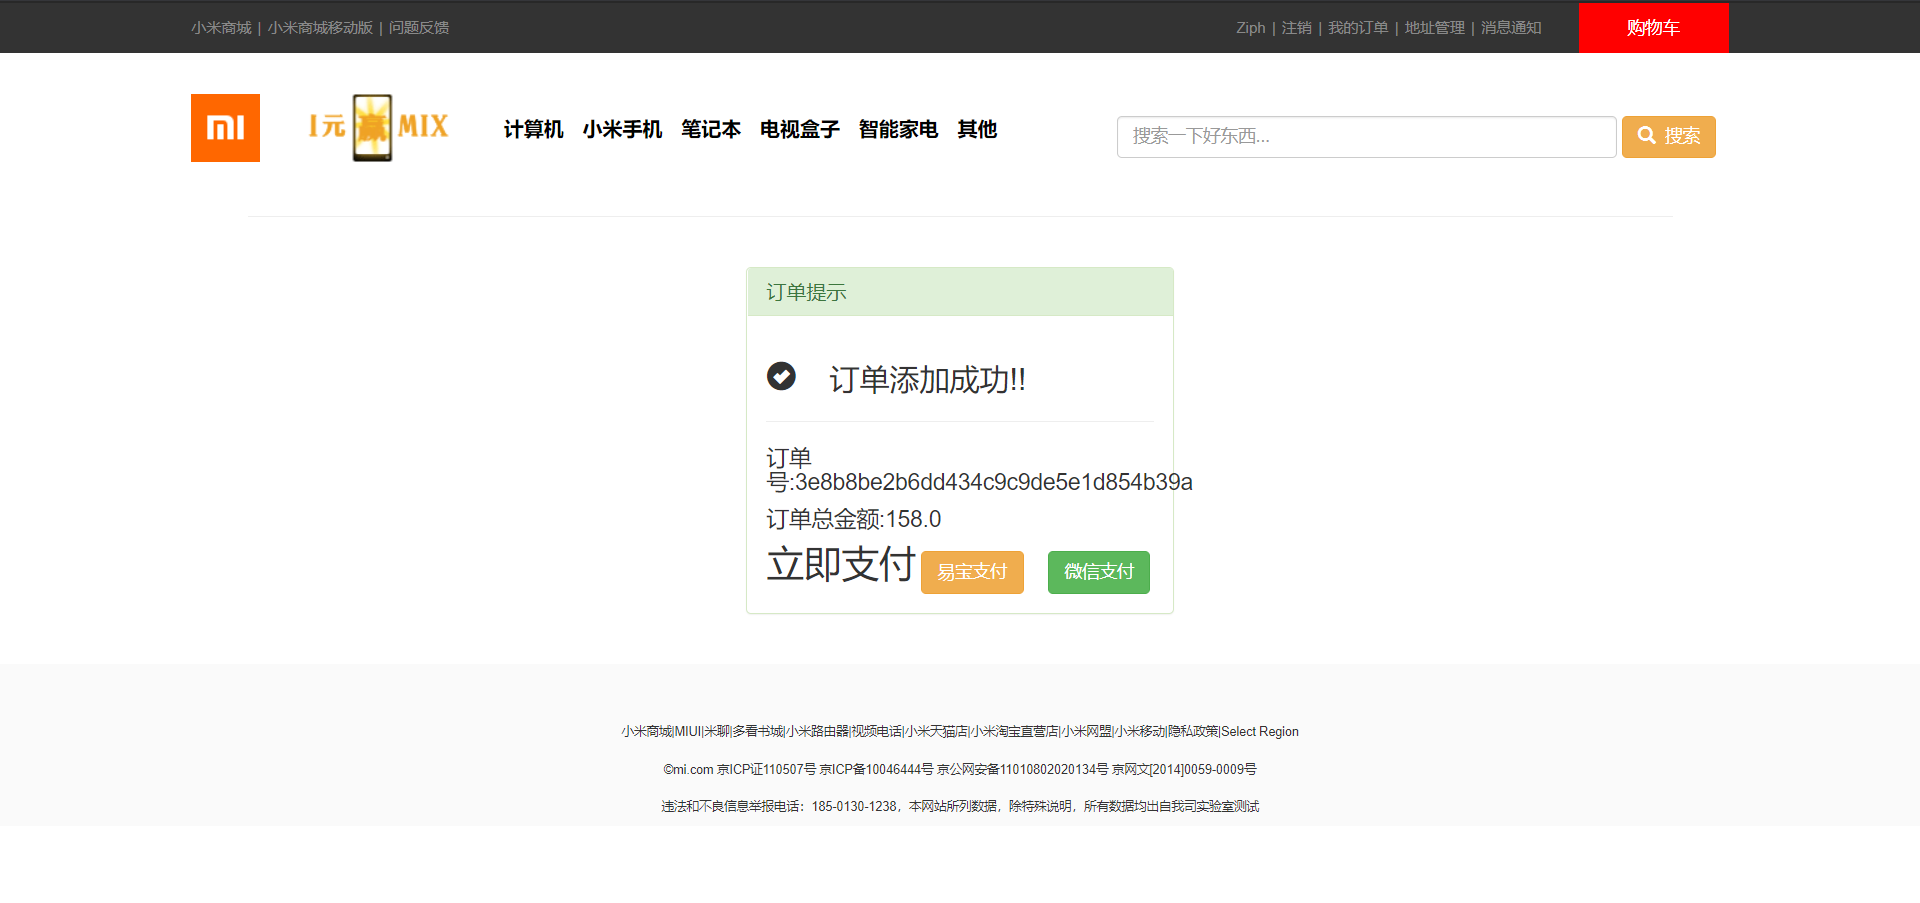 小米商城 | 小米商城移动版 | 问题反馈
Ziph | 注销 | 我的订单 | 地址管理 | 消息通知
购物车
MI
1元赢MIX
计算机 小米手机 笔记本 电视盒子 智能家电 其他
搜索一下好东西...
搜索
订单提示
订单添加成功!!
订单
号:3e8b8be2b6dd434c9c9de5e1d854b39a
订单总金额:158.0
立即支付 易宝支付 微信支付
小米商城|MIUI|米聊|多看书城|小米路由器|视频电话|小米天猫店|小米淘宝直营店|小米网盟|小米移动|隐私政策|Select Region
©mi.com 京ICP证110507号 京ICP备10046444号 京公网安备11010802020134号 京网文[2014]0059-0009号
违法和不良信息举报电话：185-0130-1238，本网站所列数据，除特殊说明，所有数据均出自我司实验室测试